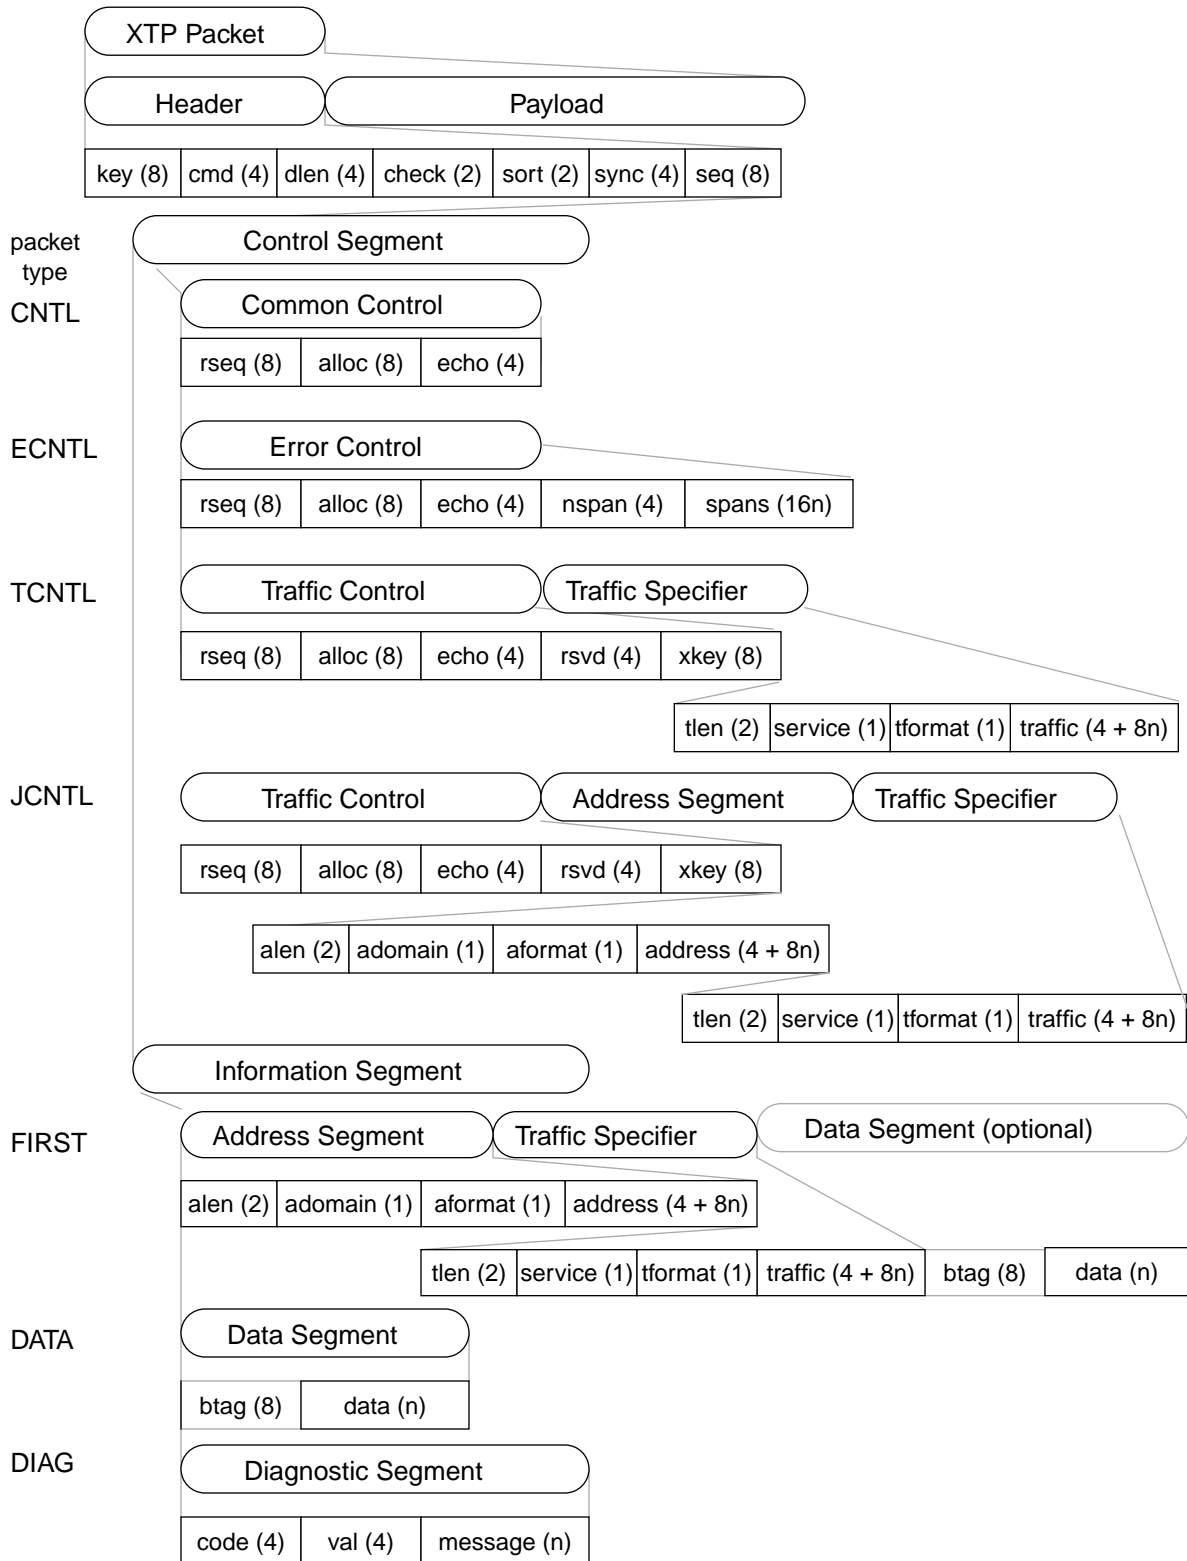 XTP Packet
Header Payload
key (8) cmd (4) dlen (4) check (2) sort (2) sync (4) seq (8)
packet
type
Control Segment
CNTL
Common Control
rseq (8) alloc (8) echo (4)
ECNTL
Error Control
rseq (8) alloc (8) echo (4) nspan (4) spans (16n)
TCNTL
Traffic Control Traffic Specifier
rseq (8) alloc (8) echo (4) rsvd (4) xkey (8)
tlen (2) service (1) tformat (1) traffic (4 + 8n)
JCNTL
Traffic Control Address Segment Traffic Specifier
rseq (8) alloc (8) echo (4) rsvd (4) xkey (8)
alen (2) adomain (1) aformat (1) address (4 + 8n)
tlen (2) service (1) tformat (1) traffic (4 + 8n)
Information Segment
FIRST
Address Segment Traffic Specifier Data Segment (optional)
alen (2) adomain (1) aformat (1) address (4 + 8n)
tlen (2) service (1) tformat (1) traffic (4 + 8n) btag (8) data (n)
DATA
Data Segment
btag (8) data (n)
DIAG
Diagnostic Segment
code (4) val (4) message (n)